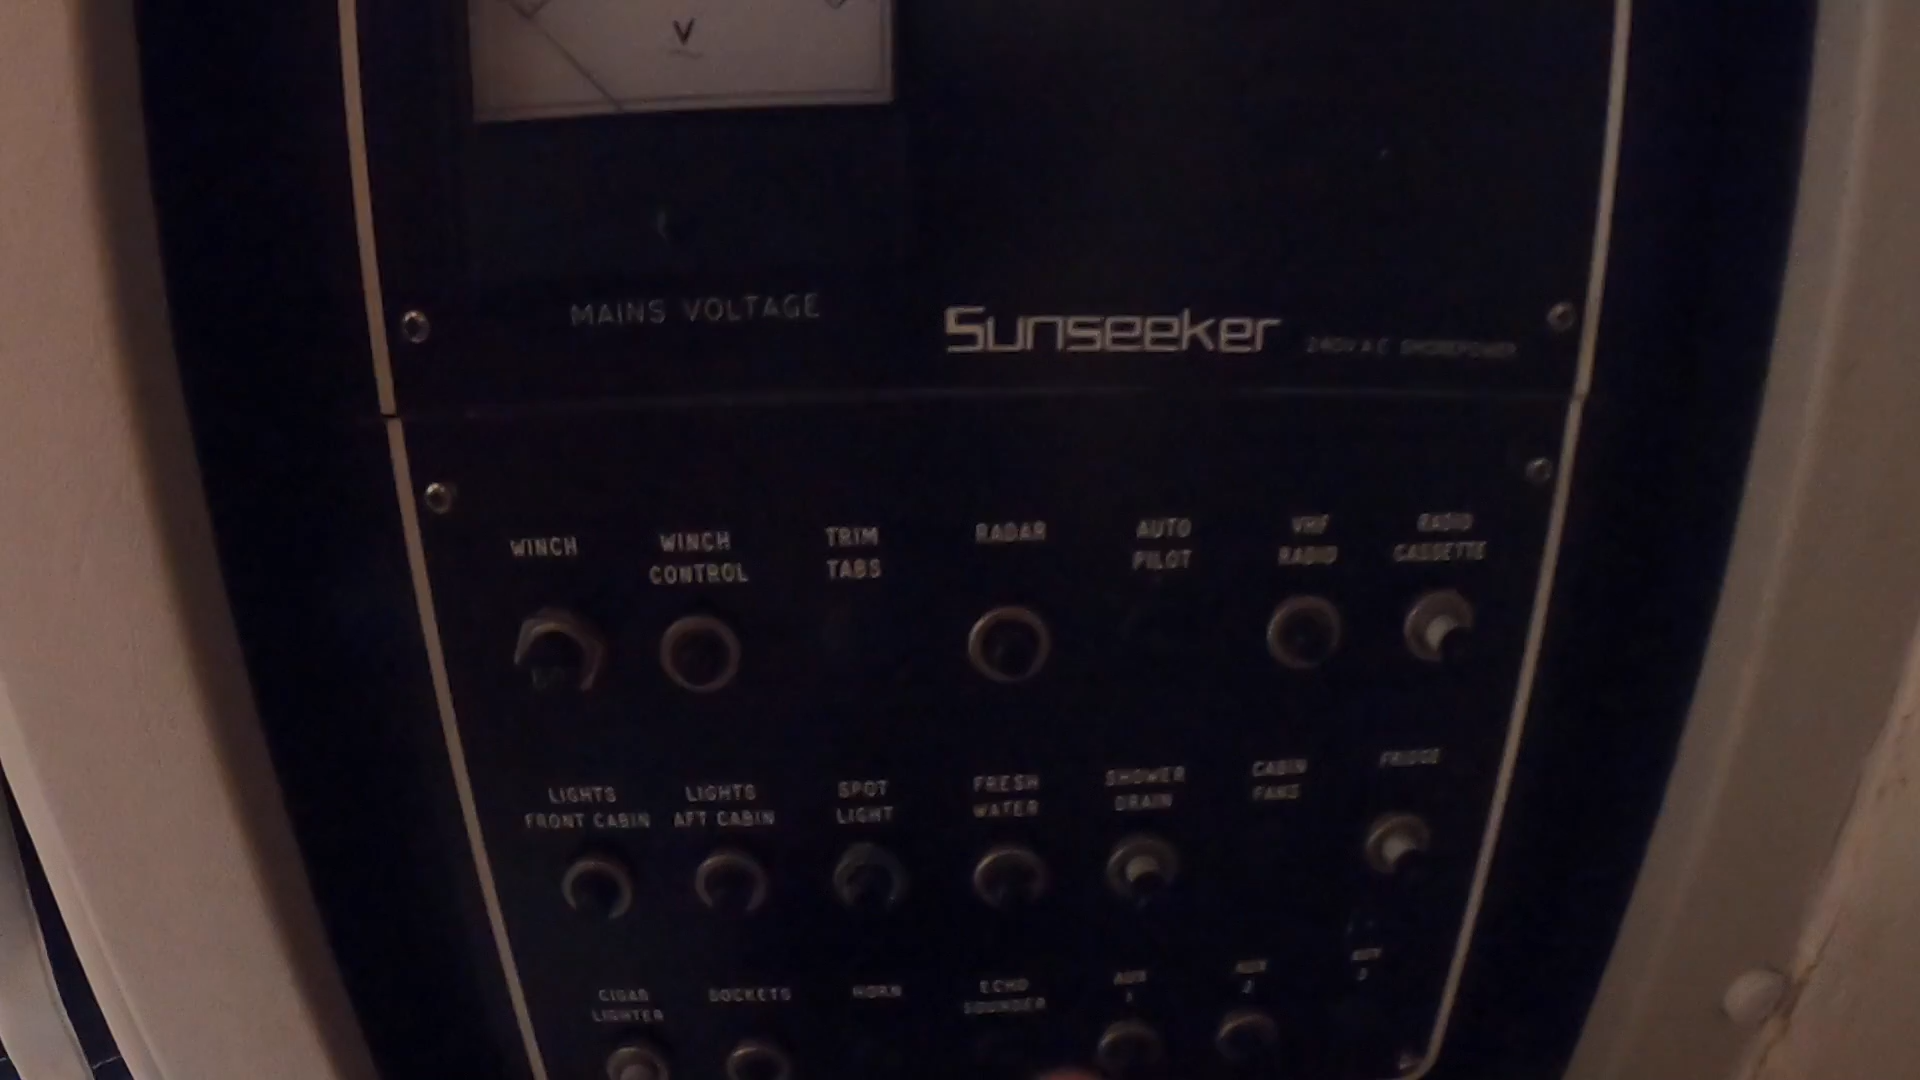 V
MAINS VOLTAGE
Sunseeker 240V A C SHOREPOWER
WINCH
WINCH CONTROL
TRIM TABS
RADAR
AUTO PILOT
VHF RADIO
RADIO CASSETTE
LIGHTS FRONT CABIN
LIGHTS AFT CABIN
SPOT LIGHT
FRESH WATER
SHOWER DRAIN
CABIN FANS
FRIDGE
CIGAR LIGHTER
SOCKETS
HORN
ECHO SOUNDER
AUX 1
AUX 2
AUX 3